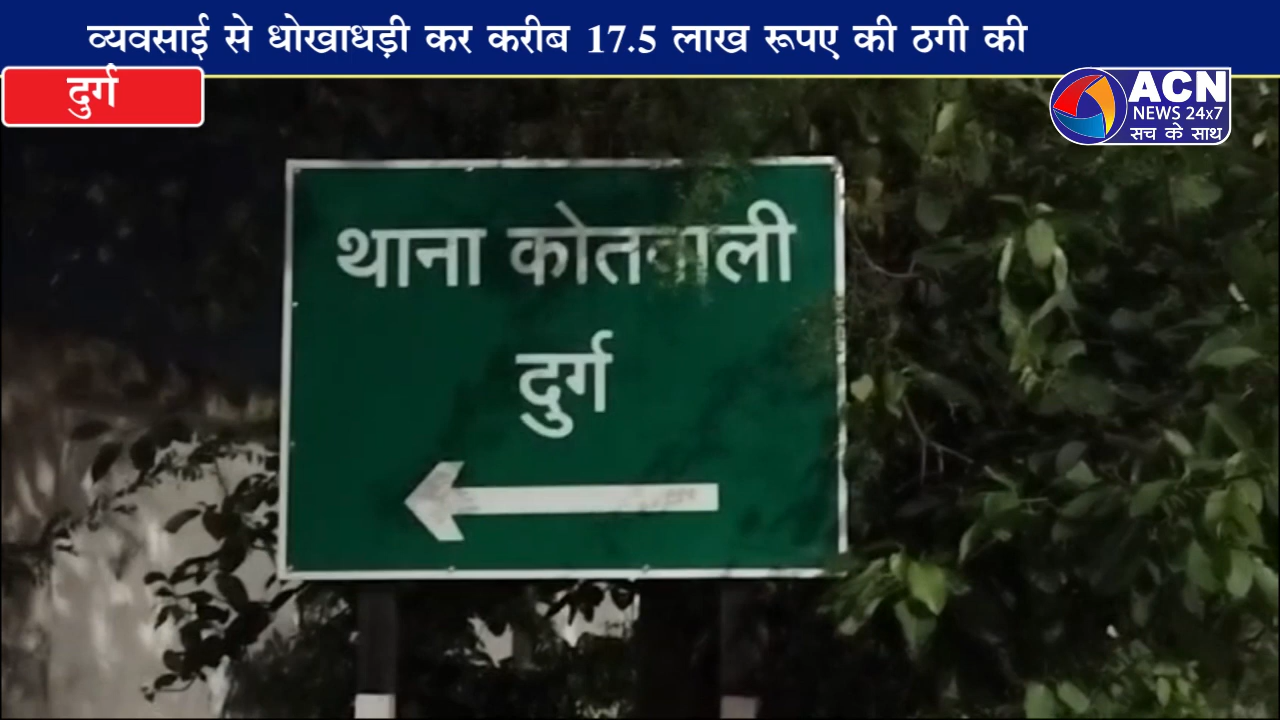 व्यवसाई से धोखाधड़ी कर करीब 17.5 लाख रूपए की ठगी की
दुर्ग
ACN
NEWS 24x7
सच के साथ
थाना कोतवाली
दुर्ग